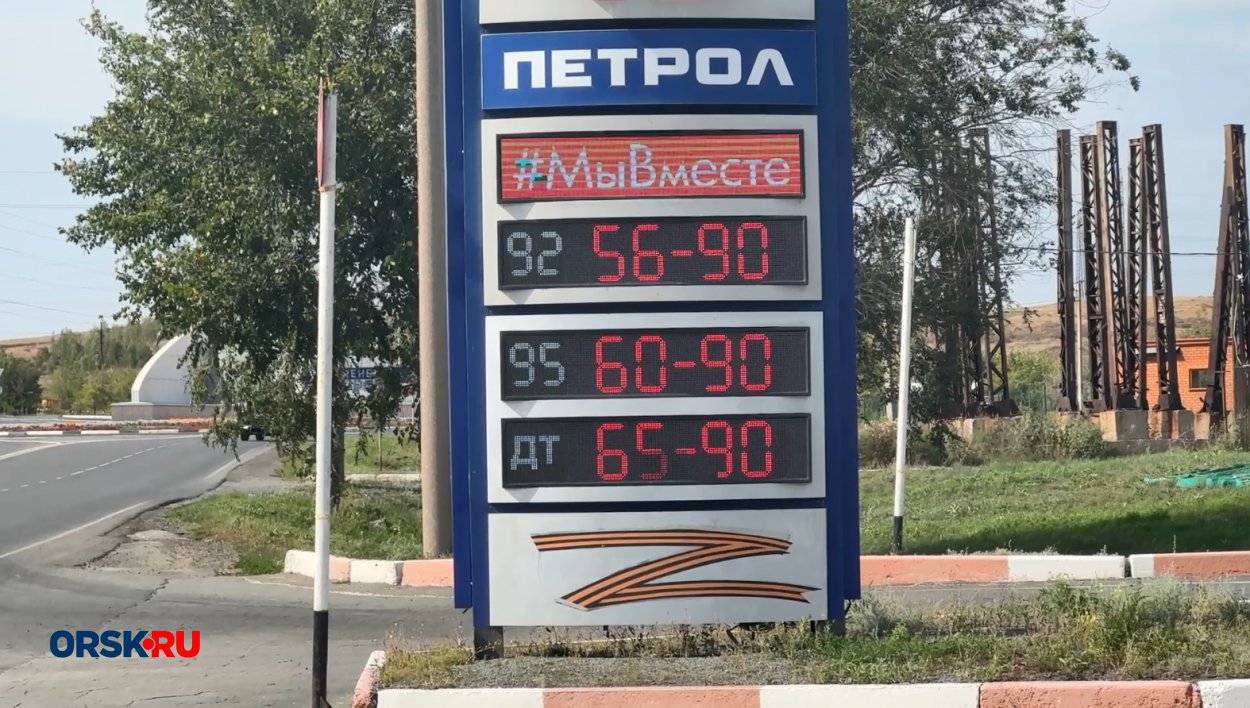 ПЕТРОЛ
#МыВместе
92 56-90
95 60-90
ДТ 65-90
Z
ORSK.RU